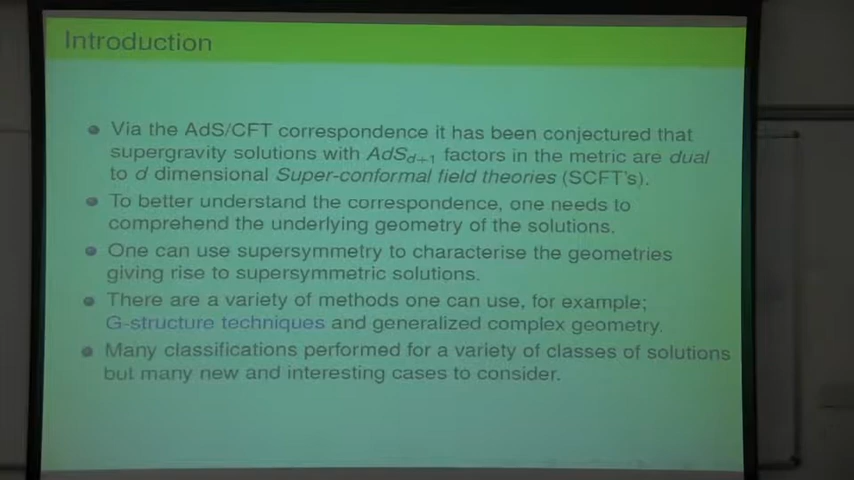 Introduction
Via the AdS/CFT correspondence it has been conjectured that
supergravity solutions with AdS_{d+1} factors in the metric are dual
to d dimensional Super-conformal field theories (SCFT's).
To better understand the correspondence, one needs to
comprehend the underlying geometry of the solutions.
One can use supersymmetry to characterise the geometries
giving rise to supersymmetric solutions.
There are a variety of methods one can use, for example;
G-structure techniques and generalized complex geometry.
Many classifications performed for a variety of classes of solutions
but many new and interesting cases to consider.